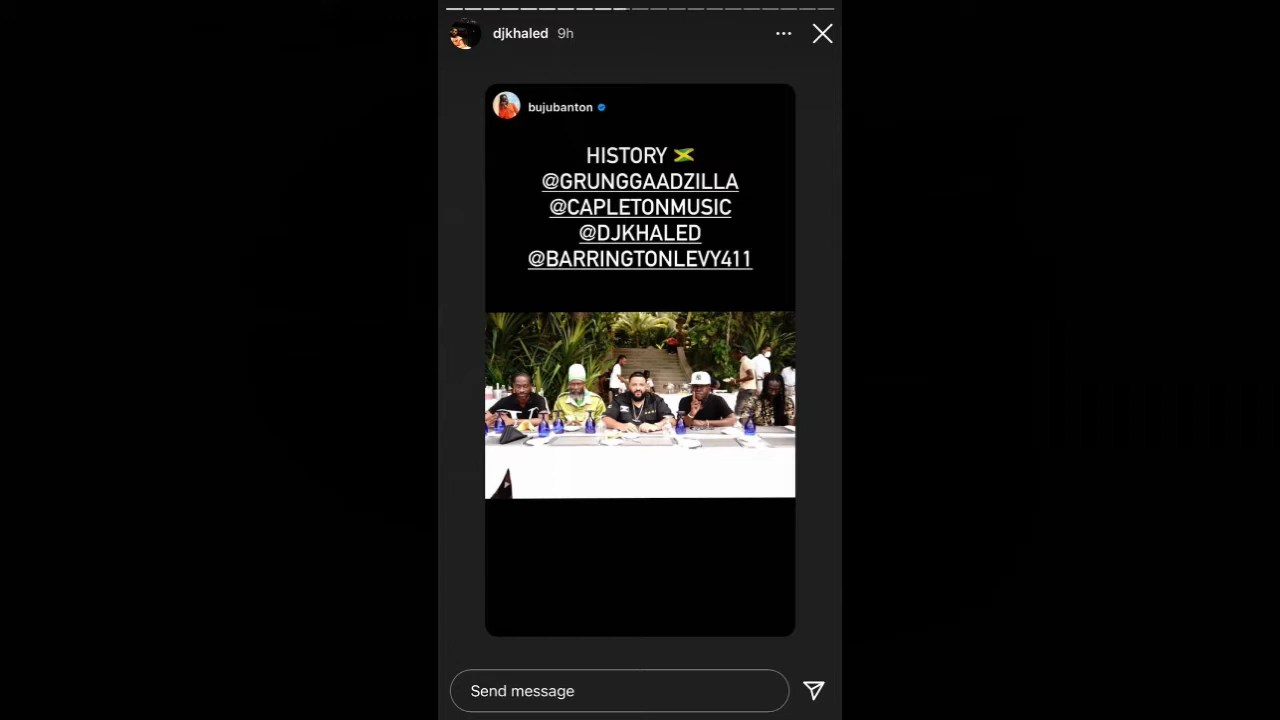 djkhaled 9h
bujubanton
HISTORY
@GRUNGGAADZILLA
@CAPLETONMUSIC
@DJKHALED
@BARRINGTONLEVY411
Send message